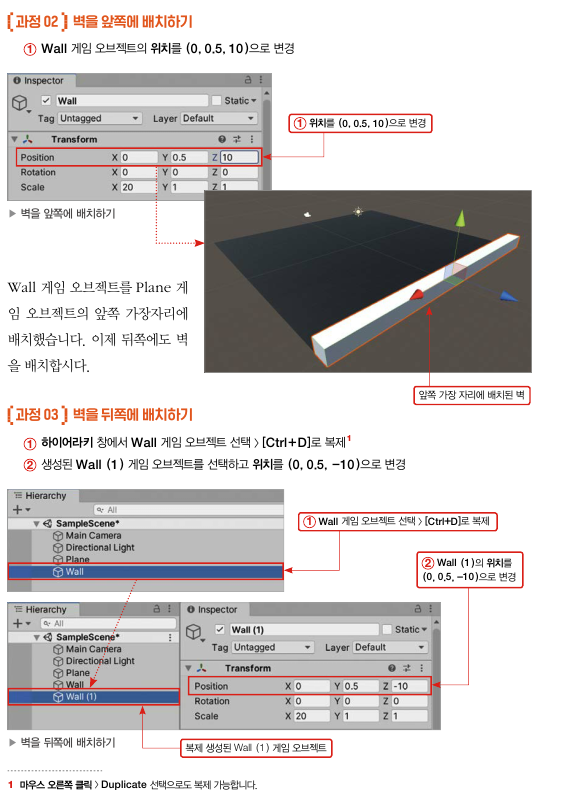 [과정 02] 벽을 앞쪽에 배치하기
① Wall 게임 오브젝트의 위치를 (0, 0.5, 10)으로 변경
Inspector
Wall
Static
Tag Untagged Layer Default
Transform
Position X 0 Y 0.5 Z 10
Rotation X 0 Y 0 Z 0
Scale X 20 Y 1 Z 1
① 위치를 (0, 0.5, 10)으로 변경
▶ 벽을 앞쪽에 배치하기
Wall 게임 오브젝트를 Plane 게
임 오브젝트의 앞쪽 가장자리에
배치했습니다. 이제 뒤쪽에도 벽
을 배치합시다.
앞쪽 가장 자리에 배치된 벽
[과정 03] 벽을 뒤쪽에 배치하기
① 하이어라키 창에서 Wall 게임 오브젝트 선택 > [Ctrl+D]로 복제1
② 생성된 Wall (1) 게임 오브젝트를 선택하고 위치를 (0, 0.5, -10)으로 변경
Hierarchy
All
SampleScene*
Main Camera
Directional Light
Plane
Wall
① Wall 게임 오브젝트 선택 > [Ctrl+D]로 복제
② Wall (1)의 위치를
(0, 0.5, -10)으로 변경
Hierarchy
All
SampleScene*
Main Camera
Directional Light
Plane
Wall
Wall (1)
Inspector
Wall (1)
Static
Tag Untagged Layer Default
Transform
Position X 0 Y 0.5 Z -10
Rotation X 0 Y 0 Z 0
Scale X 20 Y 1 Z 1
▶ 벽을 뒤쪽에 배치하기
복제 생성된 Wall (1) 게임 오브젝트
1 마우스 오른쪽 클릭 > Duplicate 선택으로도 복제 가능합니다.